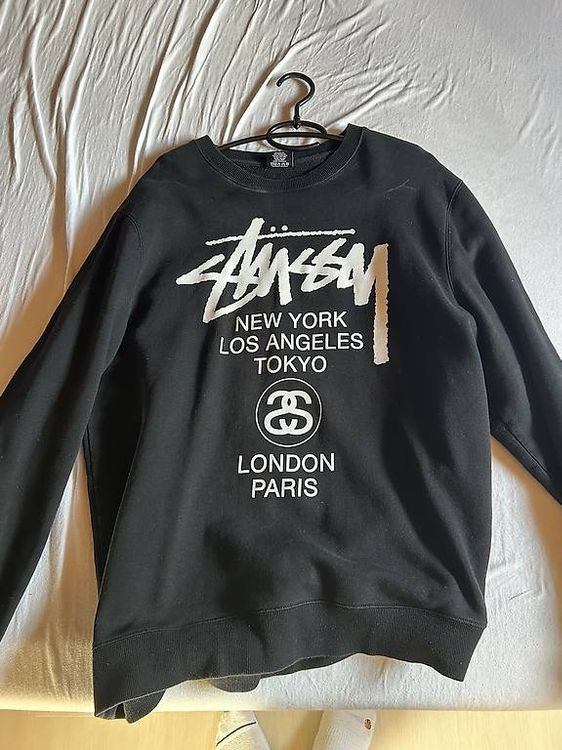 STÜSSY
NEW YORK
LOS ANGELES
TOKYO
LONDON
PARIS